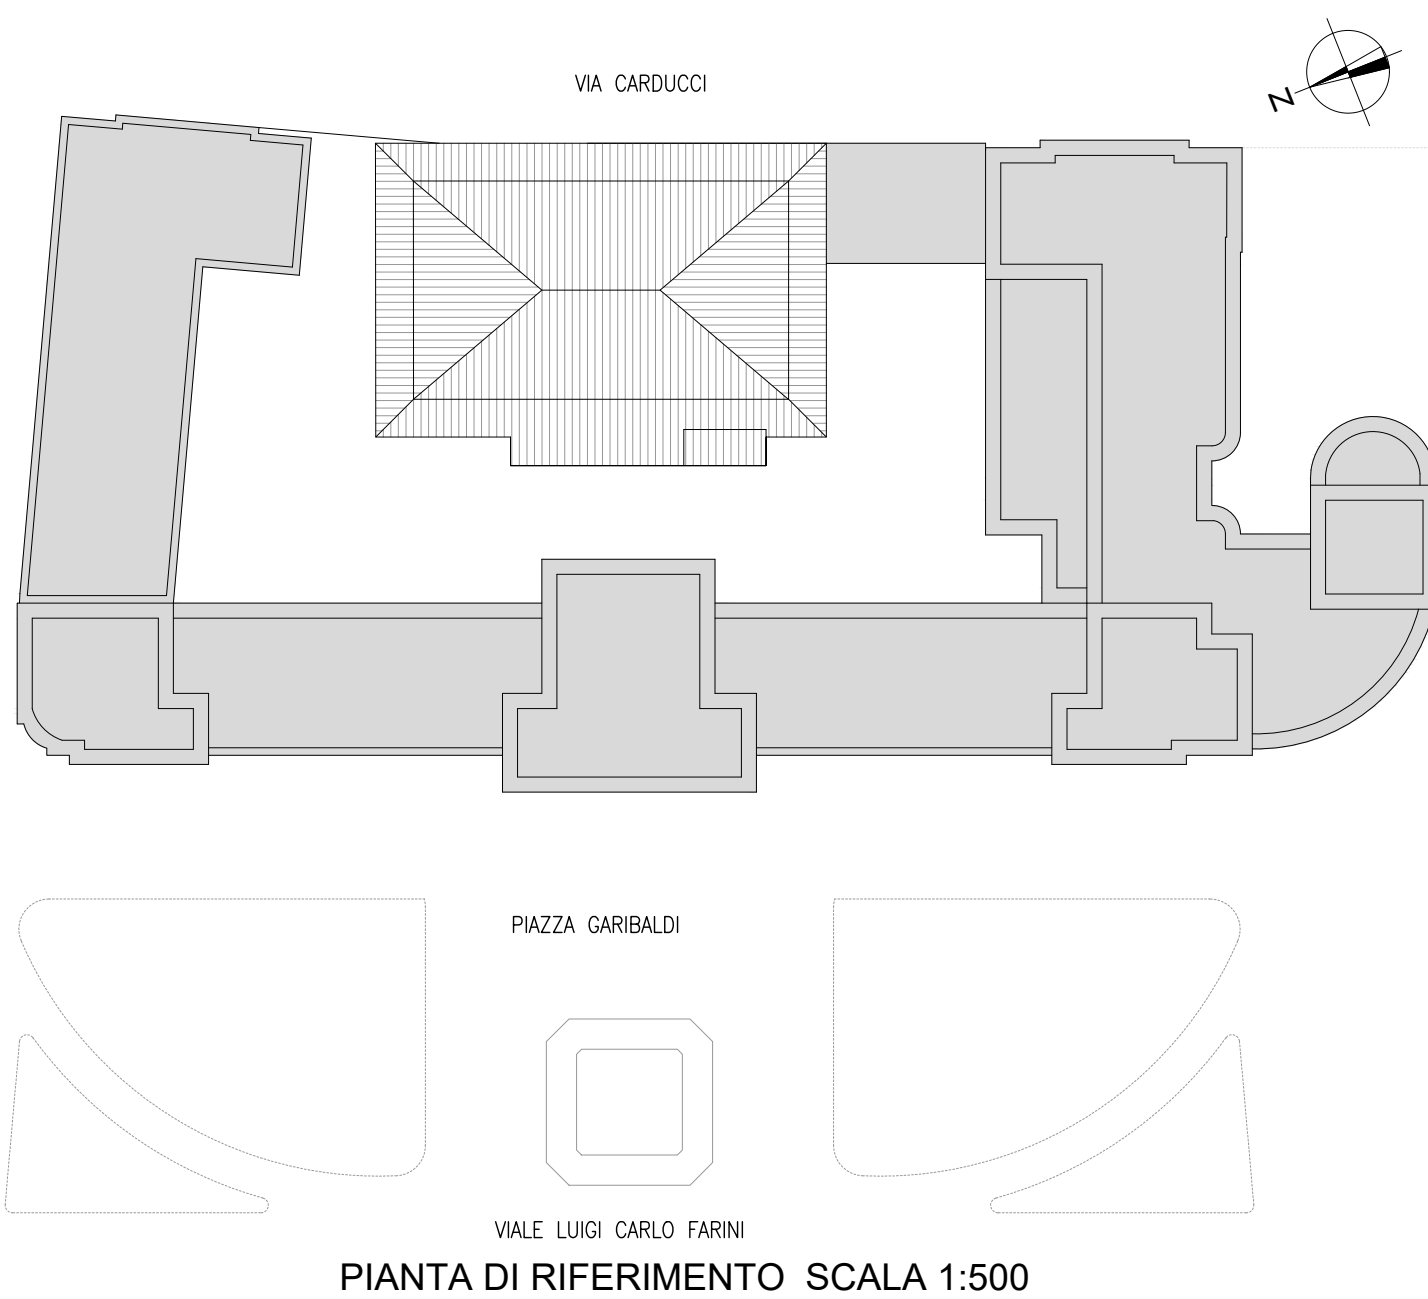 VIA CARDUCCI
N
PIAZZA GARIBALDI
VIALE LUIGI CARLO FARINI
PIANTA DI RIFERIMENTO SCALA 1:500